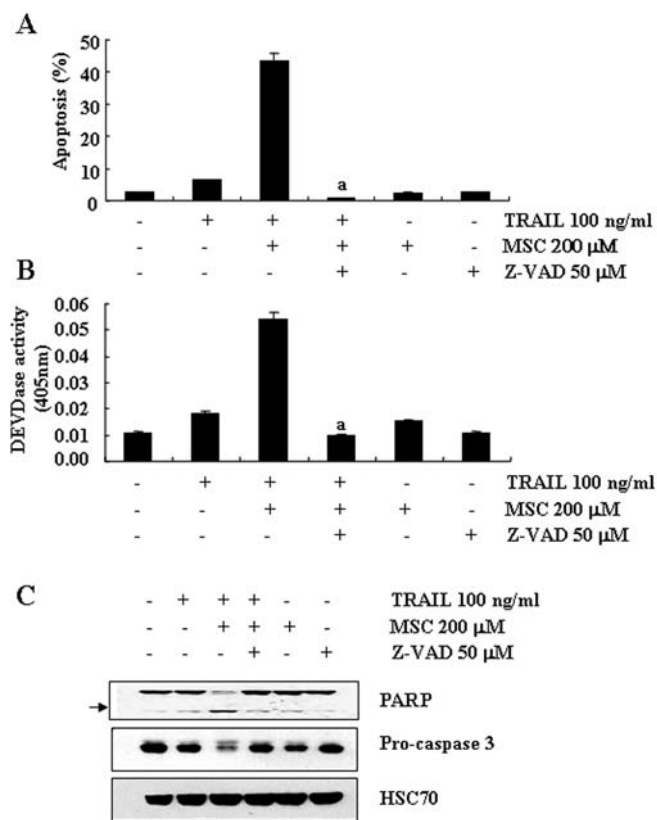 A
Apoptosis (%)
50
40
30
20
10
0
a
- + + + - - TRAIL 100 ng/ml
- - + + + - MSC 200 μM
- - - + - + Z-VAD 50 μM
B
DEVDase activity
(405nm)
0.06
0.05
0.04
0.03
0.02
0.01
0.00
a
- + + + - - TRAIL 100 ng/ml
- - + + + - MSC 200 μM
- - - + - + Z-VAD 50 μM
C
- + + + - - TRAIL 100 ng/ml
- - + + + - MSC 200 μM
- - - + - + Z-VAD 50 μM
PARP
Pro-caspase 3
HSC70